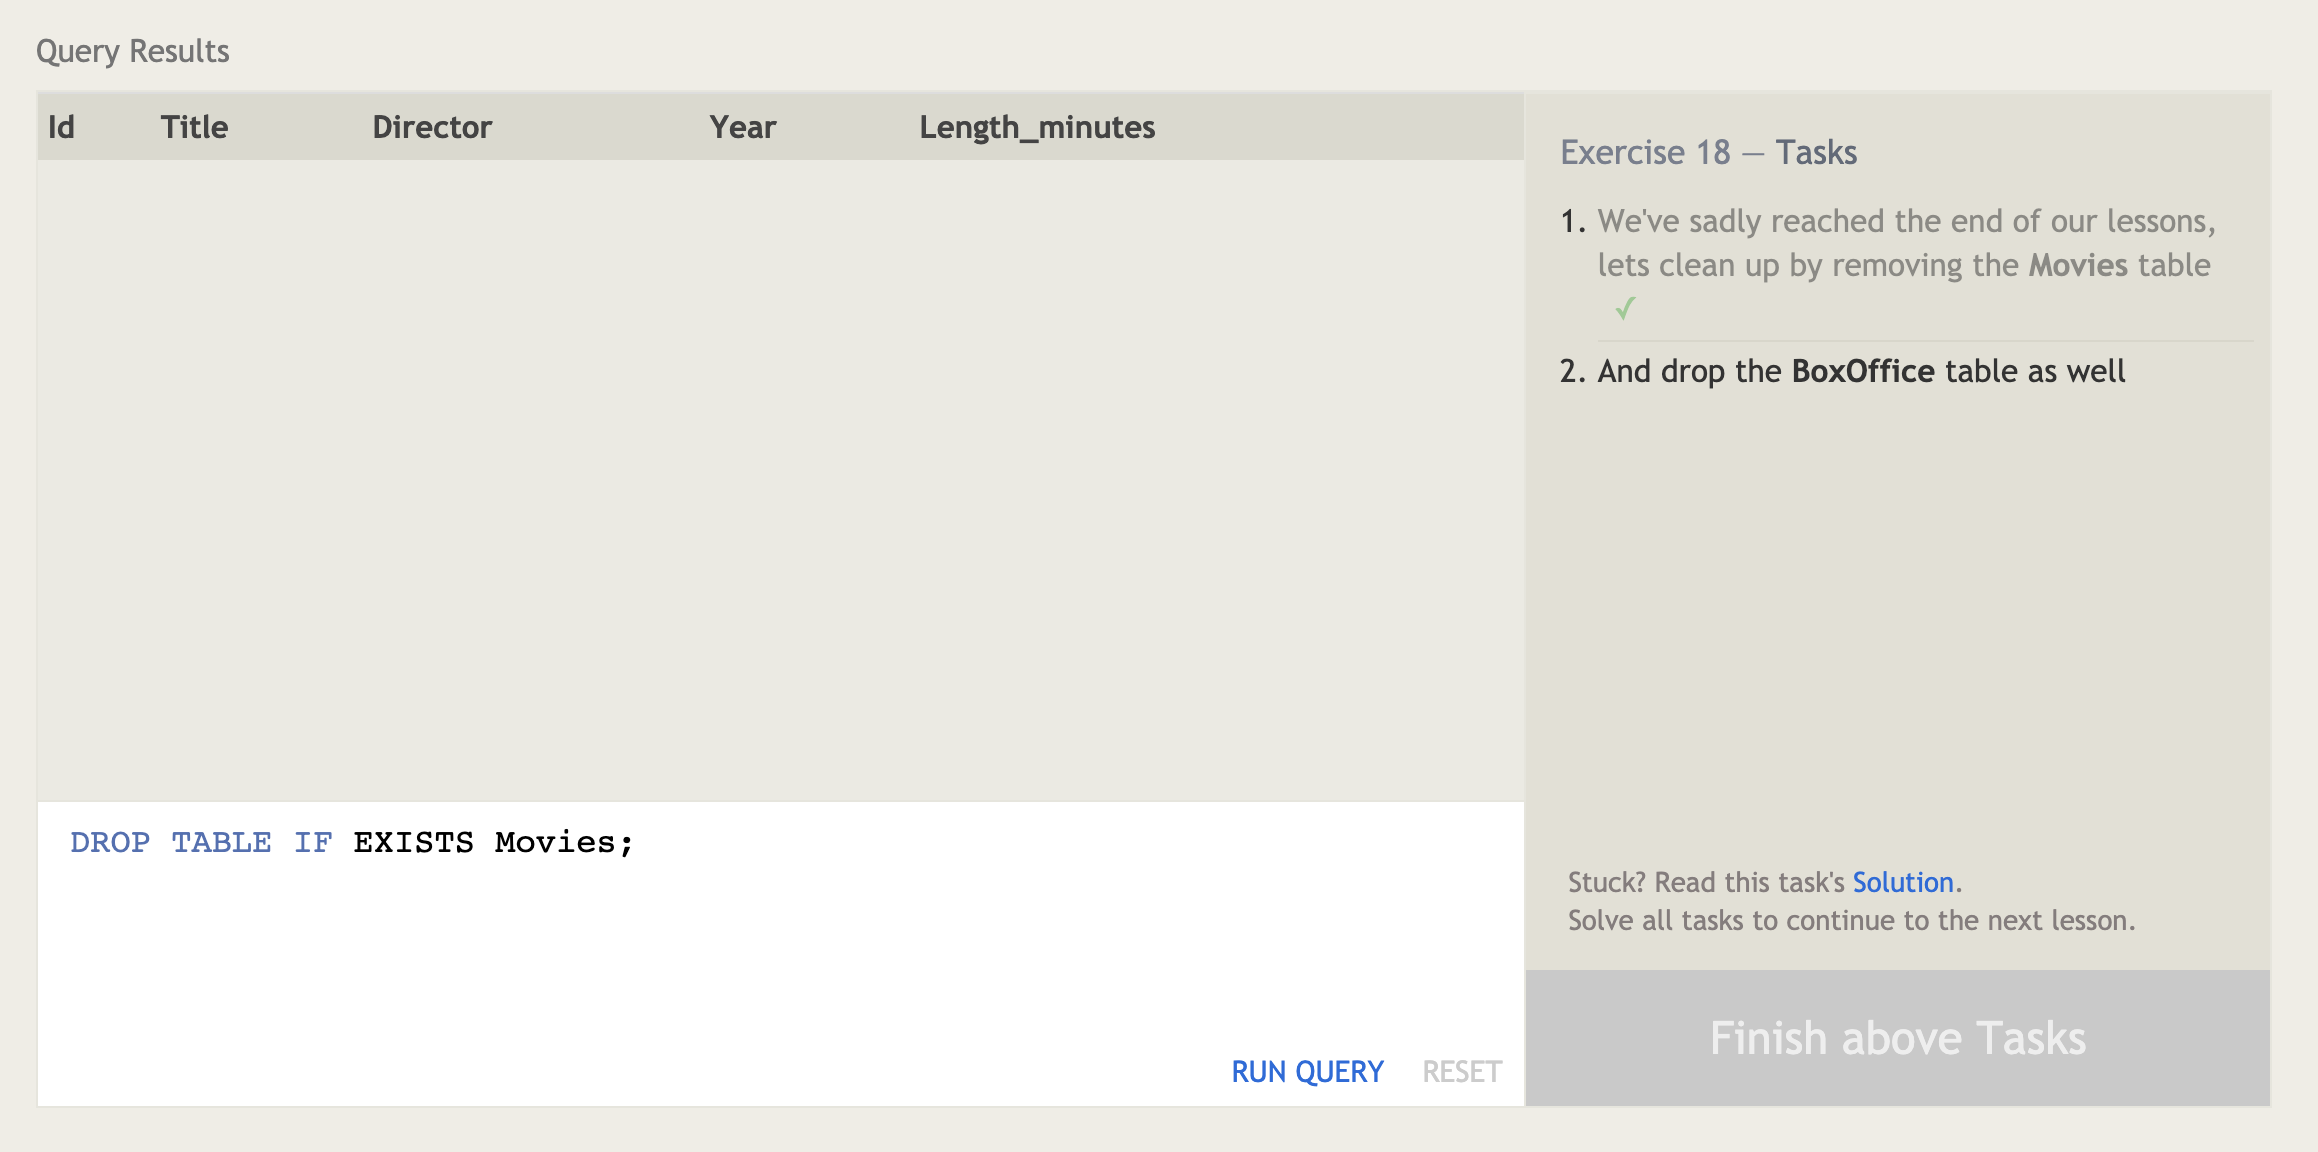 Query Results
Id Title Director Year Length_minutes
Exercise 18 — Tasks
1. We've sadly reached the end of our lessons,
lets clean up by removing the Movies table
✓
2. And drop the BoxOffice table as well
DROP TABLE IF EXISTS Movies;
Stuck? Read this task's Solution.
Solve all tasks to continue to the next lesson.
RUN QUERY RESET
Finish above Tasks